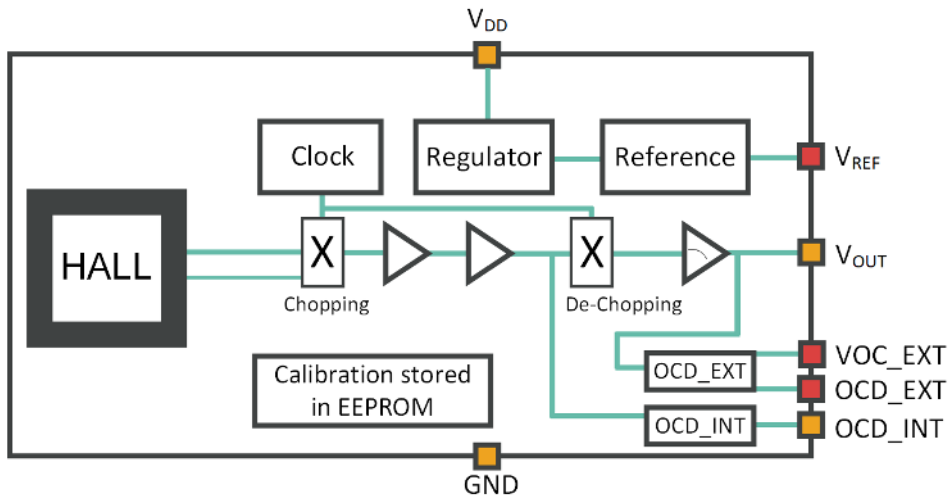 VDD
Clock
Regulator
Reference
VREF
HALL
X
X
VOUT
Chopping
De-Chopping
VOC_EXT
OCD_EXT
OCD_EXT
Calibration stored
in EEPROM
OCD_INT
OCD_INT
GND